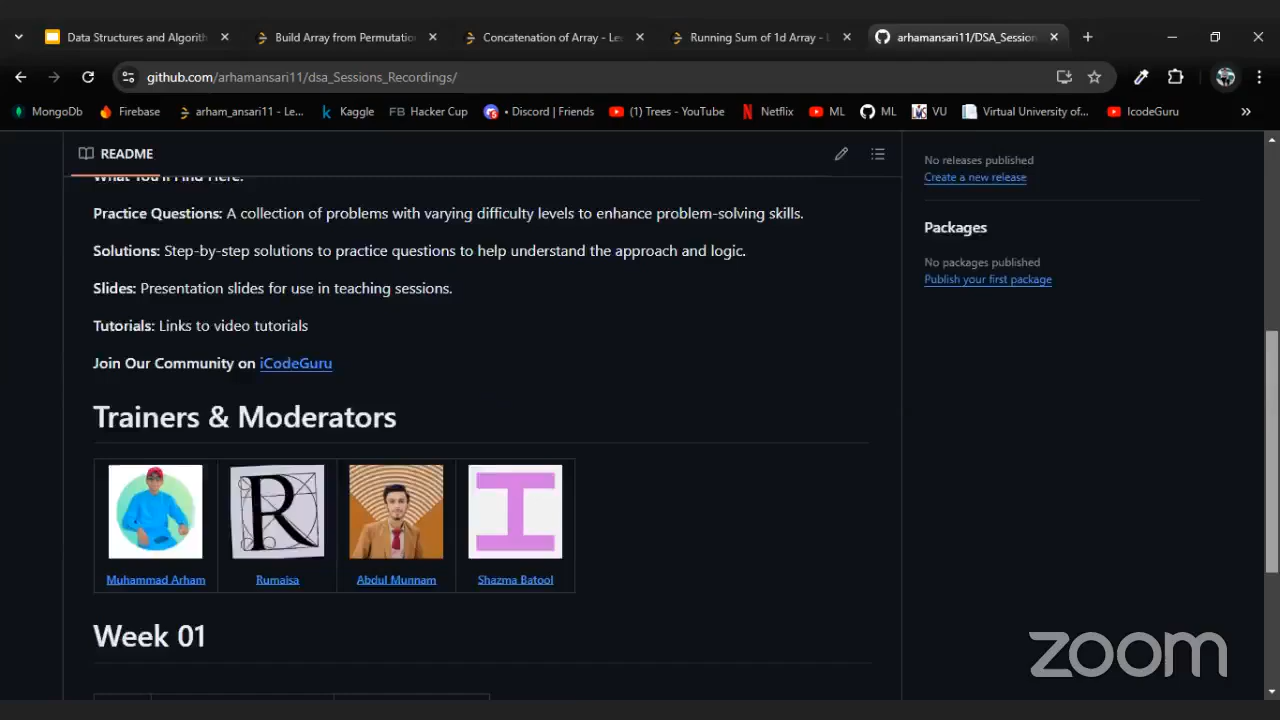 Data Structures and Algorith
Build Array from Permutatio
Concatenation of Array - Le
Running Sum of 1d Array - L
arhamansari11/DSA_Session
github.com/arhamansari11/dsa_Sessions_Recordings/
MongoDb
Firebase
arham_ansari11 - Le...
Kaggle
FB Hacker Cup
• Discord | Friends
(1) Trees - YouTube
Netflix
ML
ML
VU
Virtual University of...
IcodeGuru
README
What You'll Find Here:
Practice Questions: A collection of problems with varying difficulty levels to enhance problem-solving skills.
Solutions: Step-by-step solutions to practice questions to help understand the approach and logic.
Slides: Presentation slides for use in teaching sessions.
Tutorials: Links to video tutorials
Join Our Community on iCodeGuru
Trainers & Moderators
R
I
Muhammad Arham
Rumaisa
Abdul Munnam
Shazma Batool
Week 01
No releases published
Create a new release
Packages
No packages published
Publish your first package
zoom